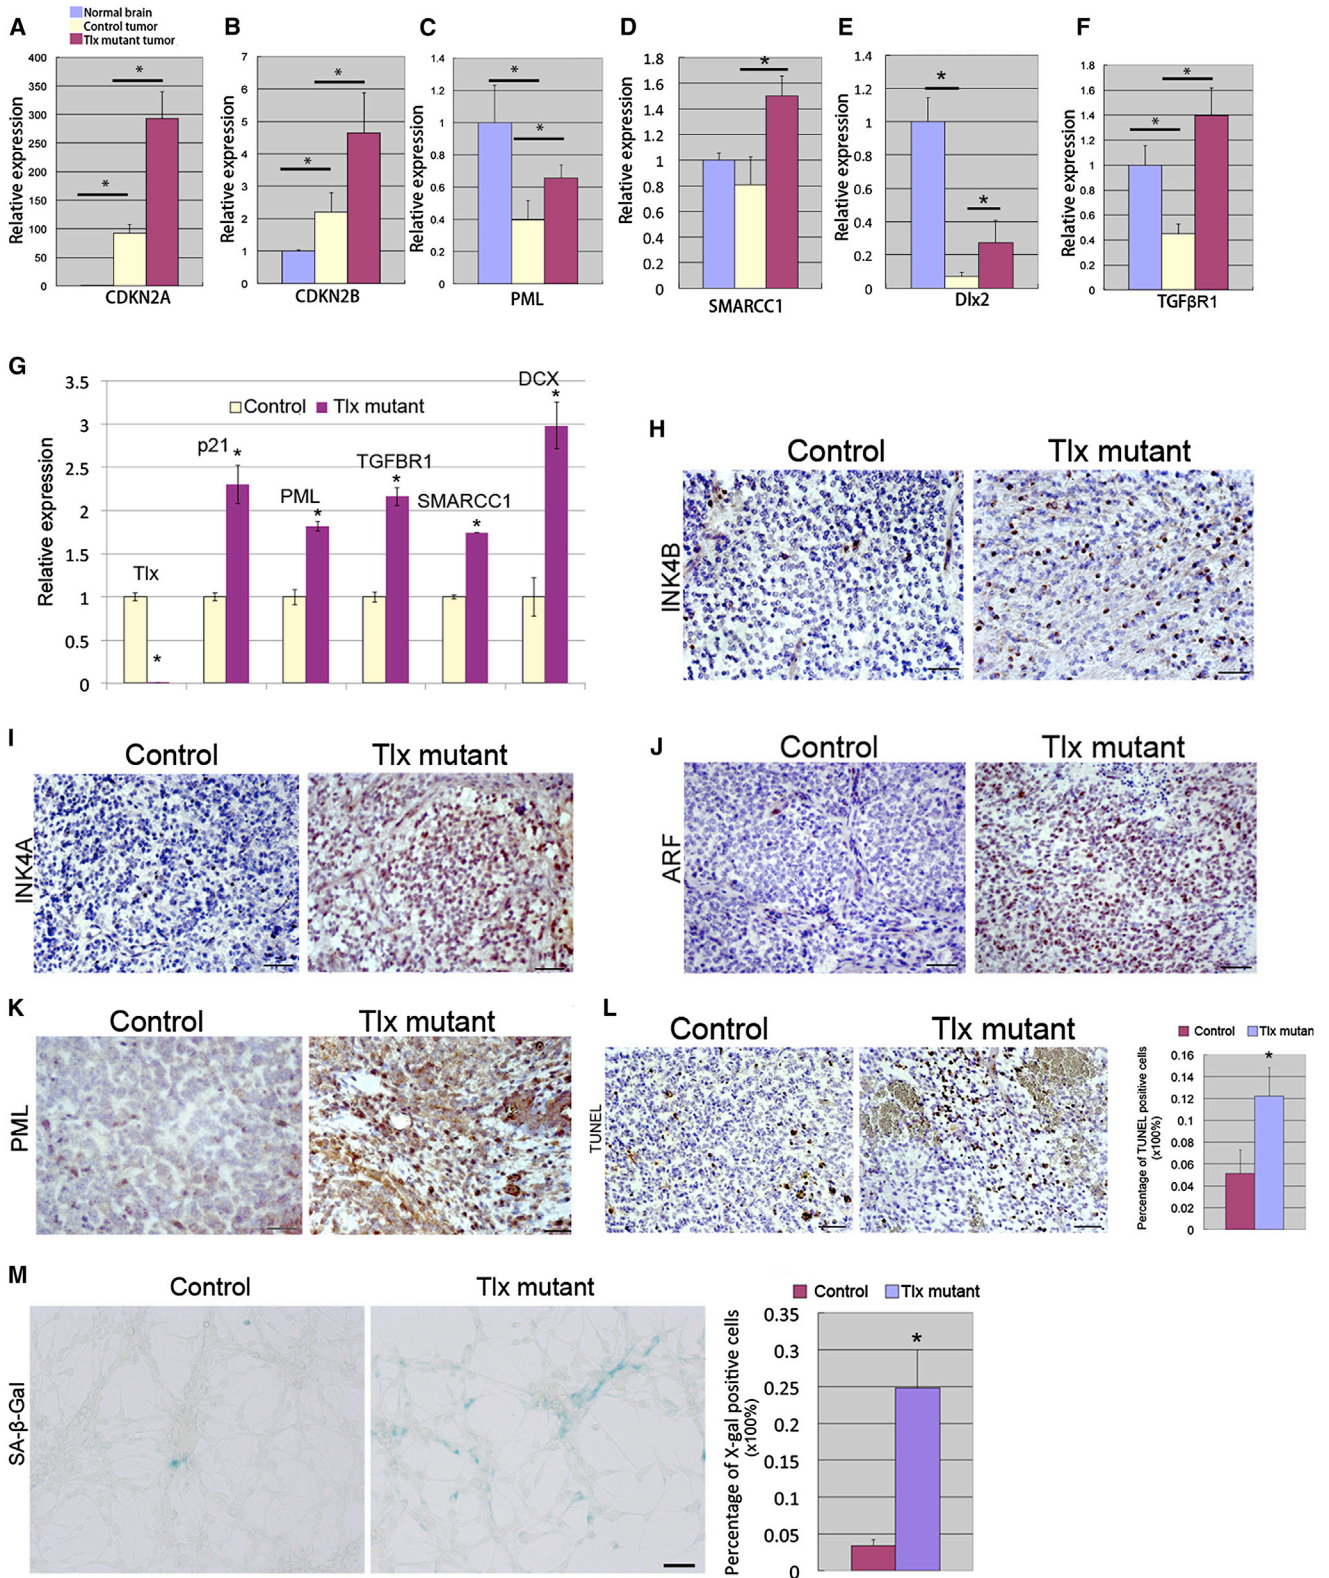 A
Normal brain
Control tumor
Tlx mutant tumor
400
350
300
250
200
150
100
50
0
Relative expression
*
*
CDKN2A
B
7
6
5
4
3
2
1
0
Relative expression
*
*
CDKN2B
C
1.4
1.2
1
0.8
0.6
0.4
0.2
0
Relative expression
*
*
PML
D
1.8
1.6
1.4
1.2
1
0.8
0.6
0.4
0.2
0
Relative expression
*
SMARCC1
E
1.4
1.2
1
0.8
0.6
0.4
0.2
0
Relative expression
*
*
Dlx2
F
1.8
1.6
1.4
1.2
1
0.8
0.6
0.4
0.2
0
Relative expression
*
*
TGFβR1
G
3.5
3
2.5
2
1.5
1
0.5
0
Relative expression
Control Tlx mutant
Tlx
*
p21
*
PML
*
TGFBR1
*
SMARCC1
*
DCX
*
H
Control
Tlx mutant
INK4B
I
Control
Tlx mutant
INK4A
J
Control
Tlx mutant
ARF
K
Control
Tlx mutant
PML
L
Control
Tlx mutant
TUNEL
Control Tlx mutan
Percentage of TUNEL positive cells
(x100%)
0.16
0.14
0.12
0.1
0.08
0.06
0.04
0.02
0
*
M
Control
Tlx mutant
SA-β-Gal
Control Tlx mutant
Percentage of X-gal positive cells
(x100%)
0.35
0.3
0.25
0.2
0.15
0.1
0.05
0
*